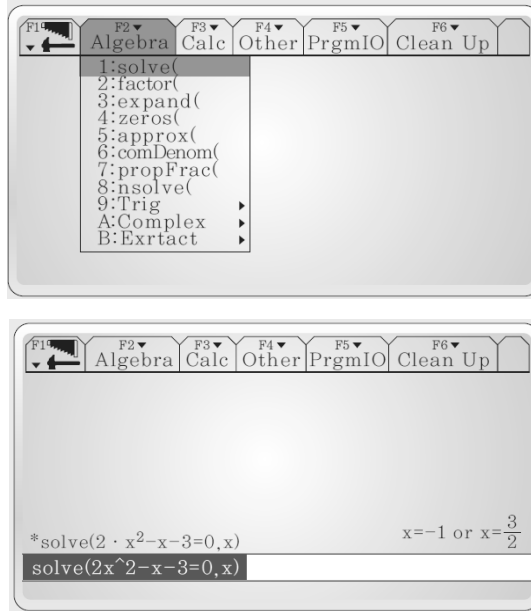 F1 F2▼ F3▼ F4▼ F5▼ F6▼
▼ Algebra Calc Other PrgmIO Clean Up
1:solve(
2:factor(
3:expand(
4:zeros(
5:approx(
6:comDenom(
7:propFrac(
8:nsolve(
9:Trig ▸
A:Complex ▸
B:Exrtact ▸
F1 F2▼ F3▼ F4▼ F5▼ F6▼
▼ Algebra Calc Other PrgmIO Clean Up
*solve(2 · x²−x−3=0,x) x=−1 or x=3/2
solve(2x^2−x−3=0,x)